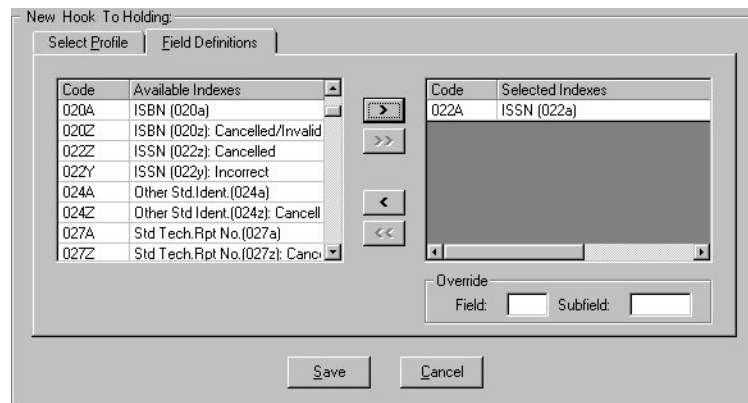 New Hook To Holding:
Select Profile Field Definitions
Code Available Indexes
020A ISBN (020a)
020Z ISBN (020z): Cancelled/Invalid
022Z ISSN (022z): Cancelled
022Y ISSN (022y): Incorrect
024A Other Std.Ident.(024a)
024Z Other Std Ident.(024z): Cancell
027A Std Tech.Rpt No.(027a)
027Z Std Tech.Rpt No.(027z): Canc
>
>>
<
<<
Code Selected Indexes
022A ISSN (022a)
Override
Field: Subfield:
Save Cancel